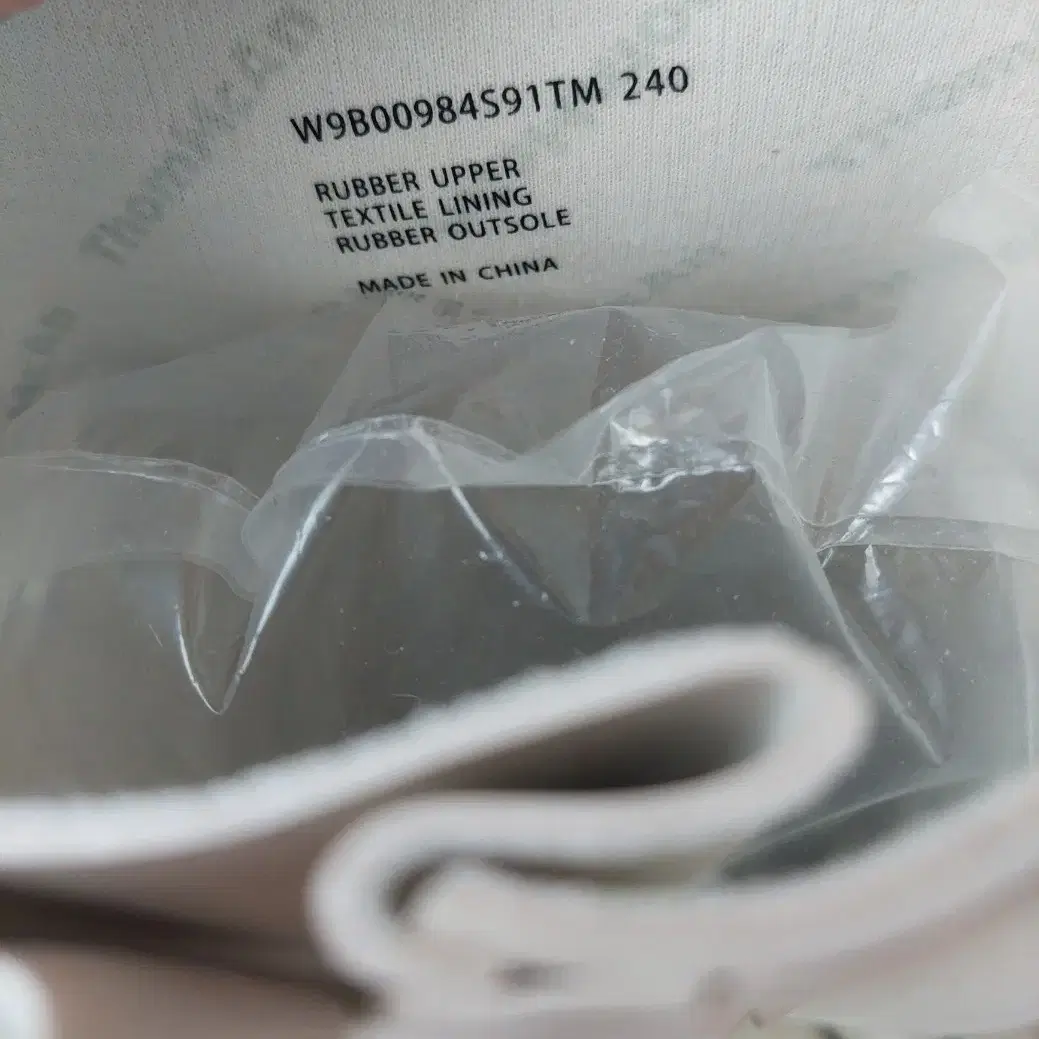 W9B00984S91TM 240
RUBBER UPPER
TEXTILE LINING
RUBBER OUTSOLE
MADE IN CHINA